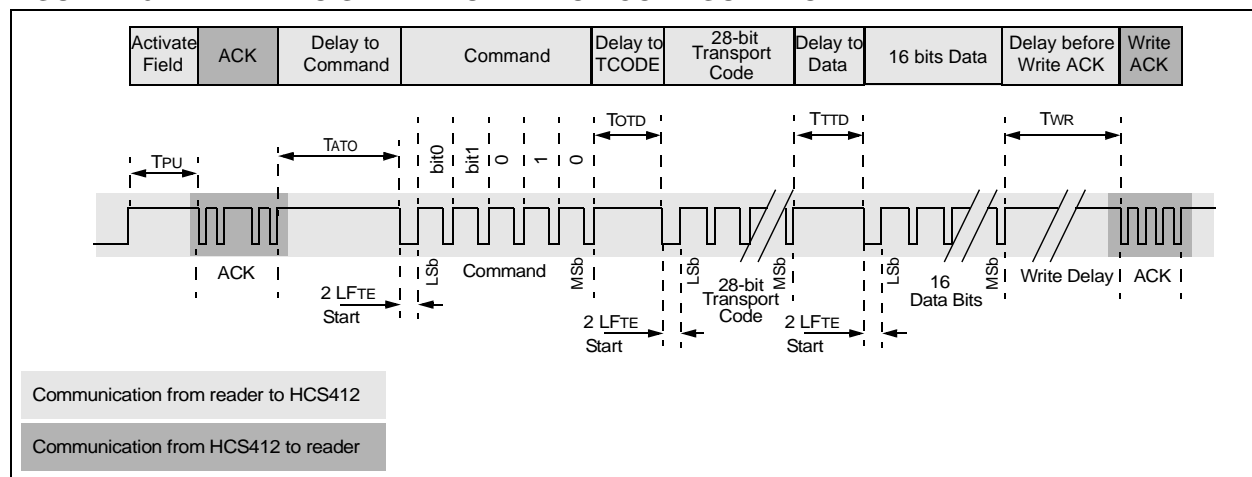 Activate
Field
ACK
Delay to
Command
Command
Delay to
TCODE
28-bit
Transport
Code
Delay to
Data
16 bits Data
Delay before
Write ACK
Write
ACK
TPU
TATO
bit0
bit1
0
1
0
TOTD
TTTD
TWR
ACK
LSb
Command
MSb
LSb
28-bit
Transport
Code
MSb
LSb
16
Data Bits
MSb
Write Delay
ACK
2 LFTE
Start
2 LFTE
Start
2 LFTE
Start
Communication from reader to HCS412
Communication from HCS412 to reader